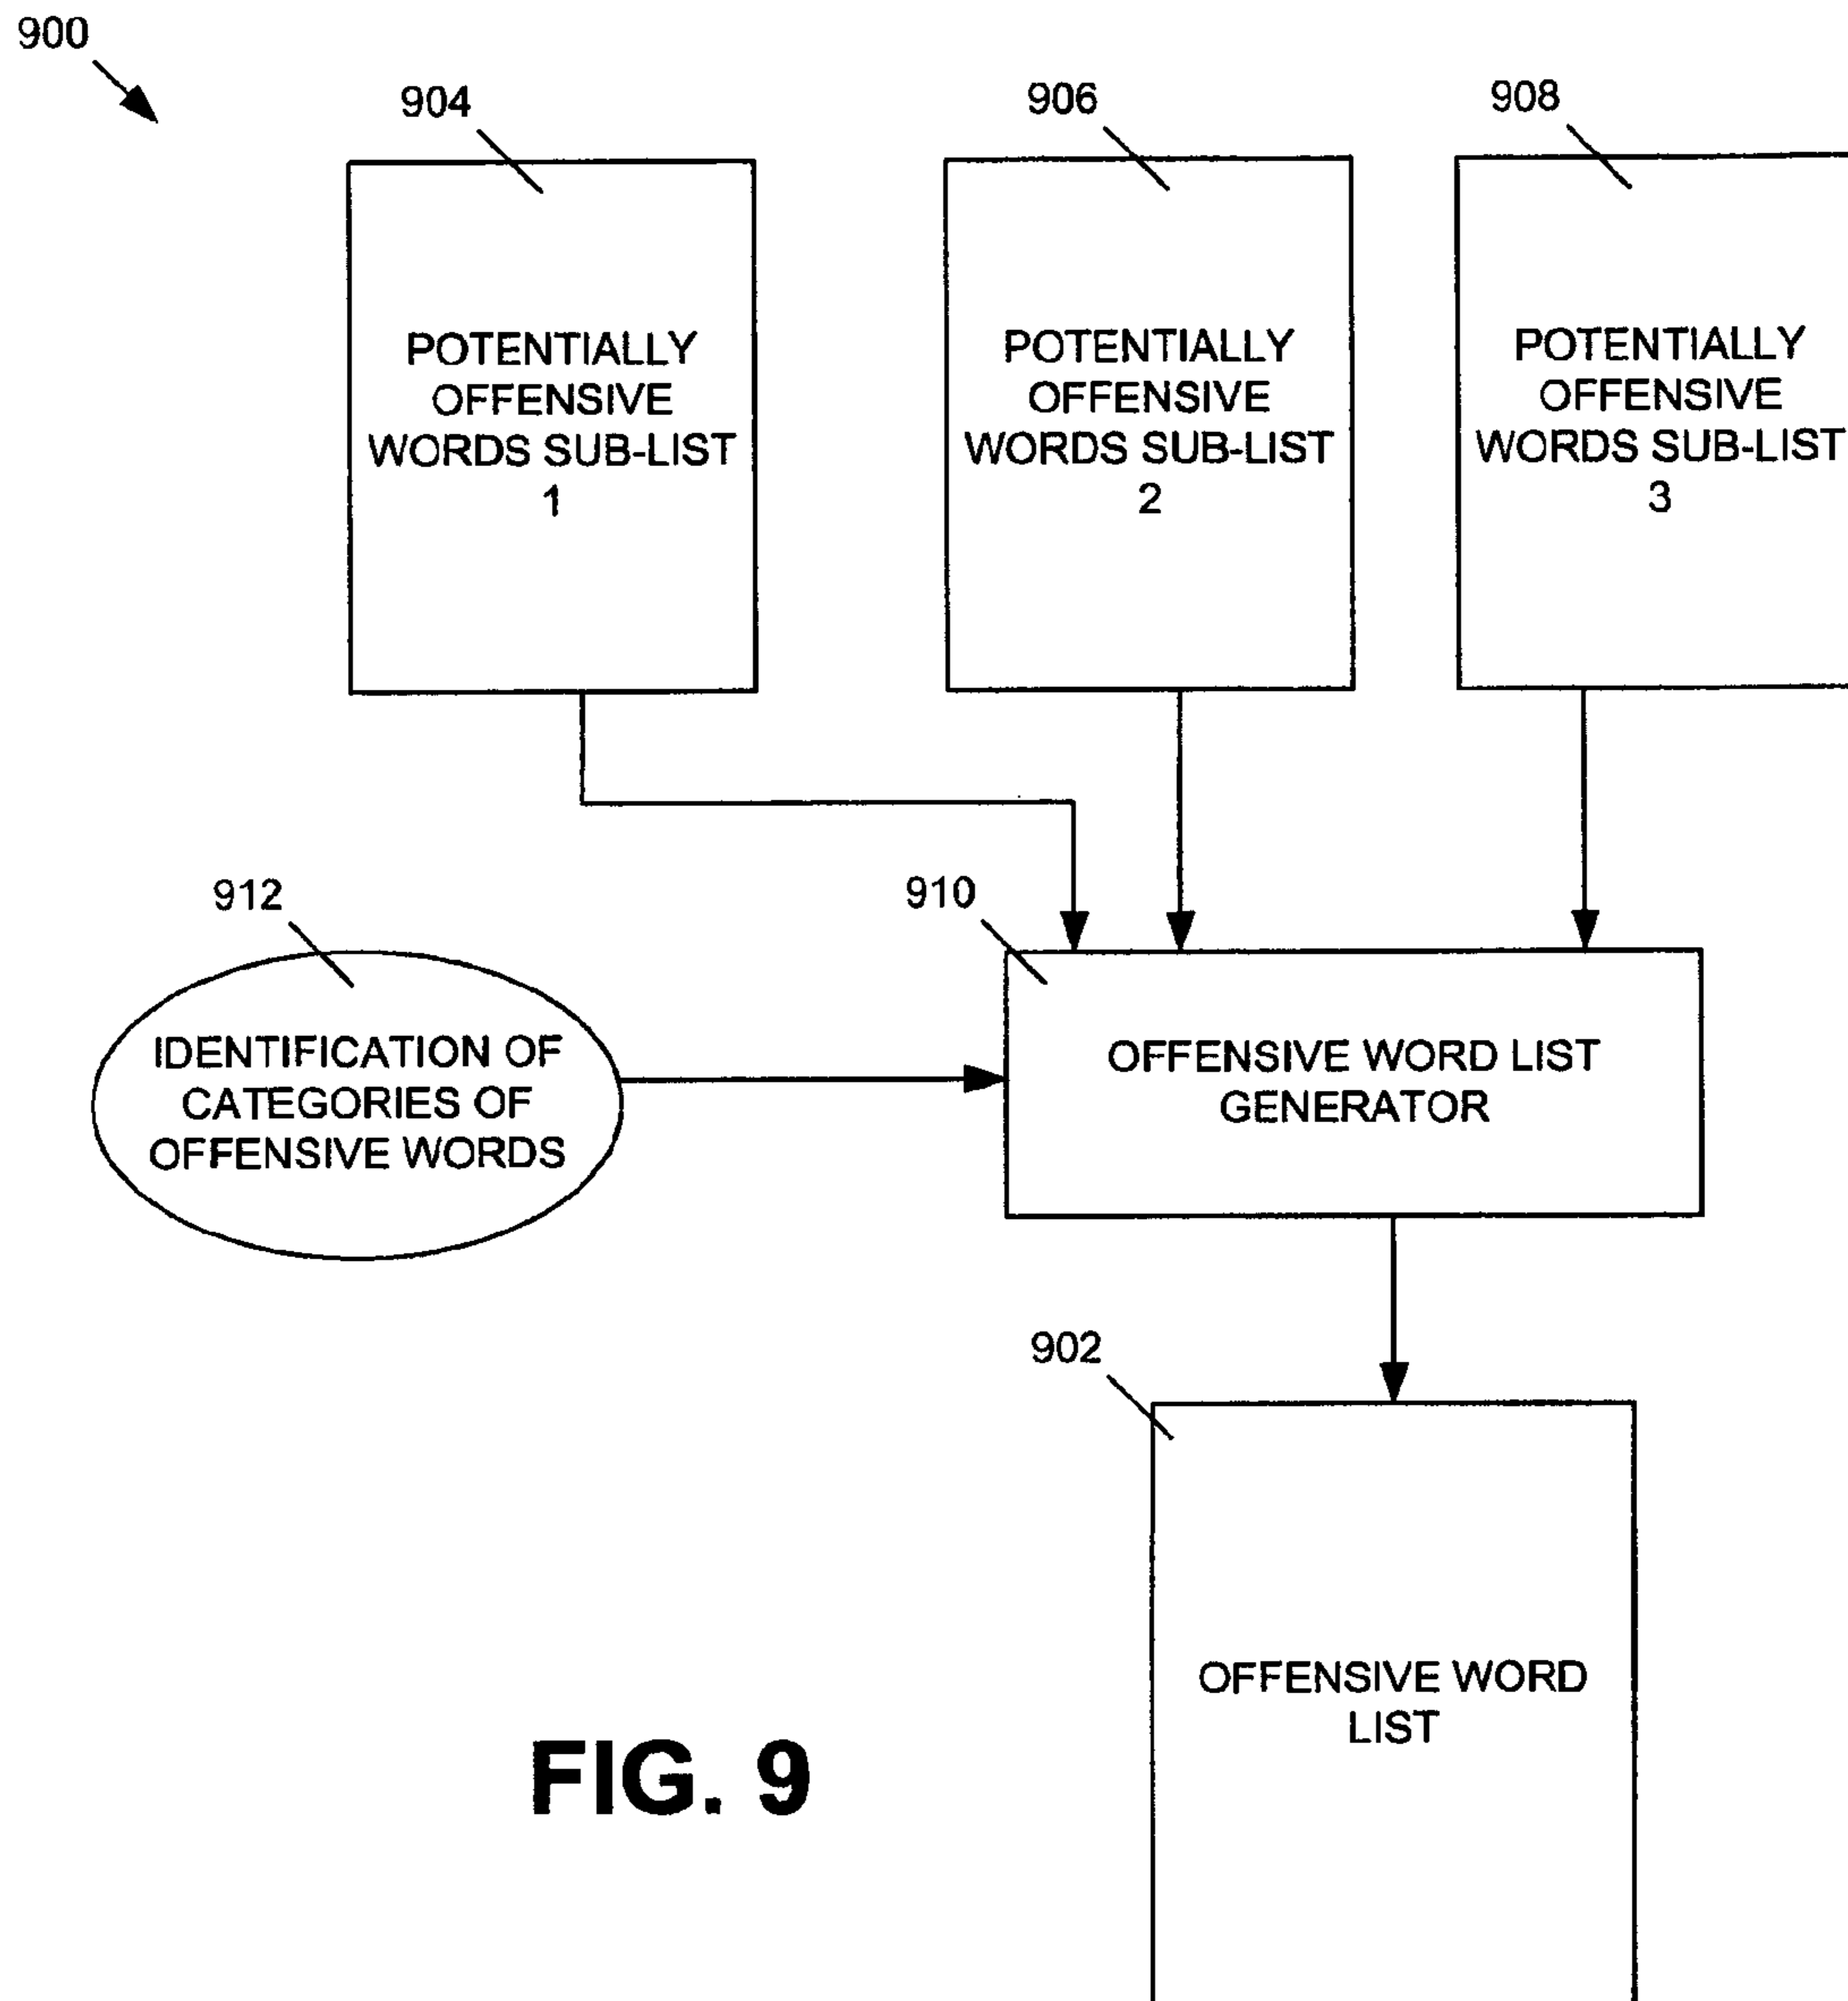 900
904
906
908
POTENTIALLY
OFFENSIVE
WORDS SUB-LIST
1
POTENTIALLY
OFFENSIVE
WORDS SUB-LIST
2
POTENTIALLY
OFFENSIVE
WORDS SUB-LIST
3
912
910
IDENTIFICATION OF
CATEGORIES OF
OFFENSIVE WORDS
OFFENSIVE WORD LIST
GENERATOR
902
OFFENSIVE WORD
LIST
FIG. 9